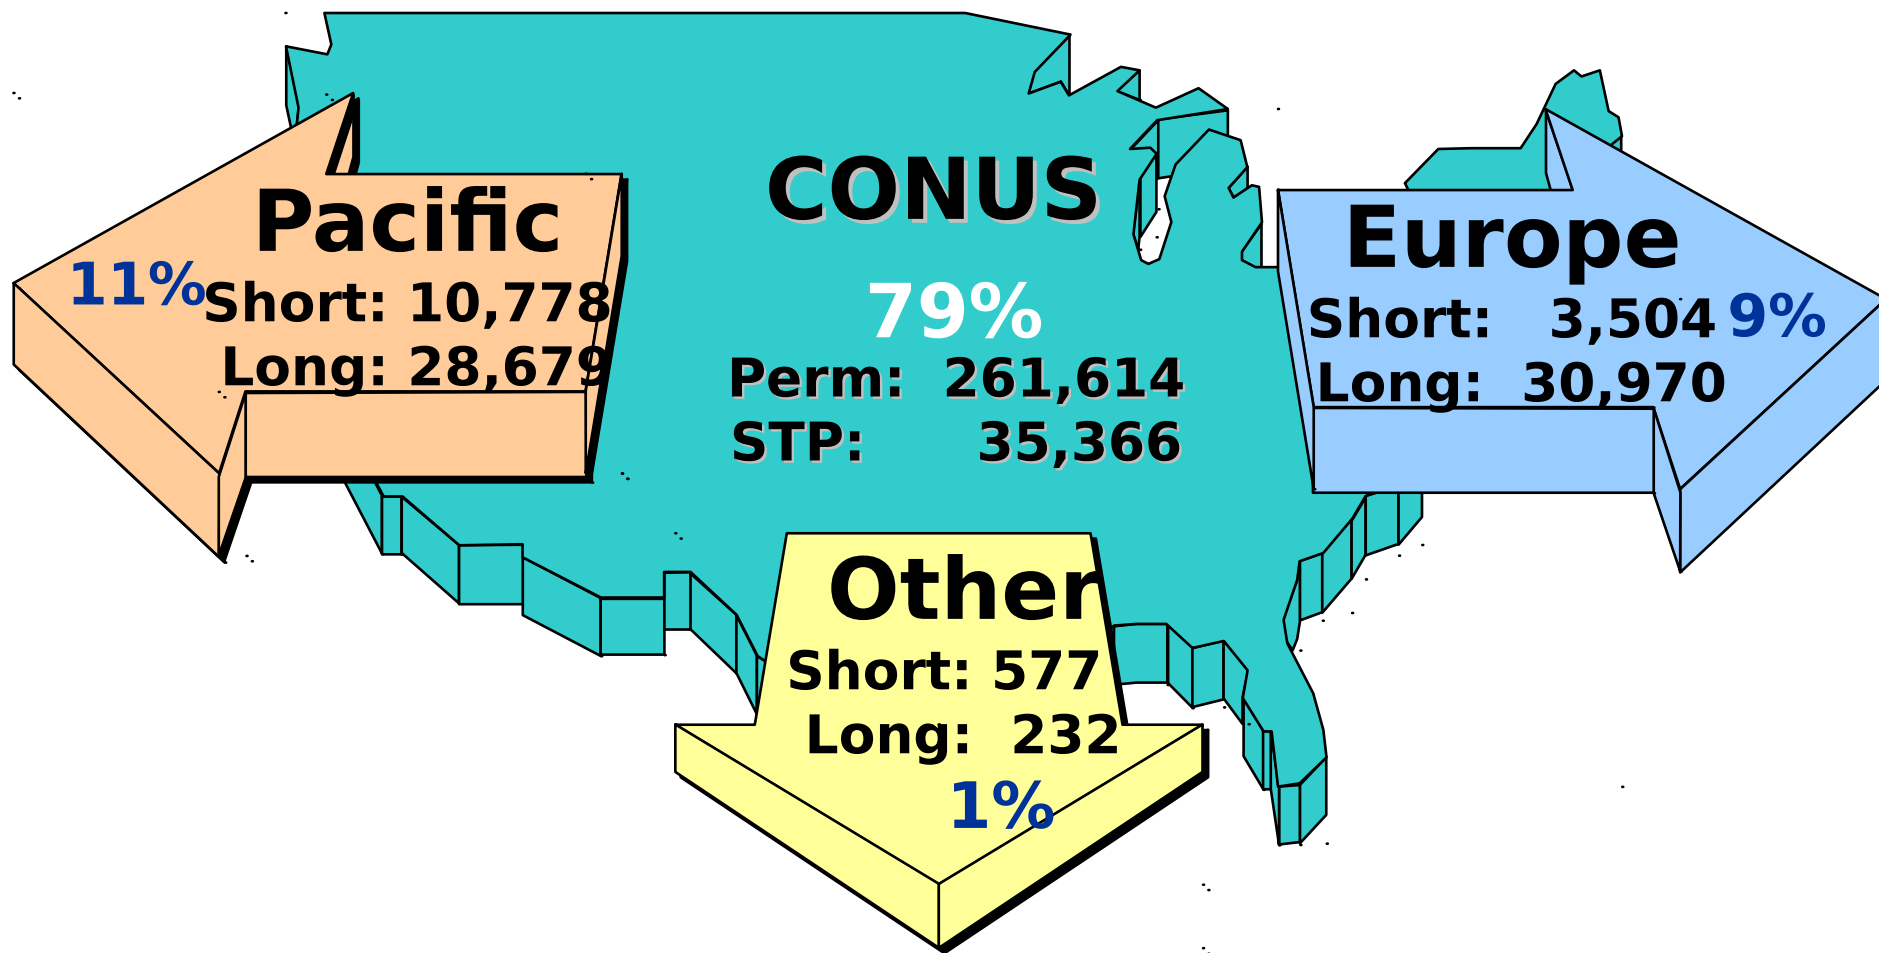 CONUS
79%
Perm: 261,614
STP: 35,366
Pacific
11%
Short: 10,778
Long: 28,679
Europe
Short: 3,504
9%
Long: 30,970
Other
Short: 577
Long: 232
1%